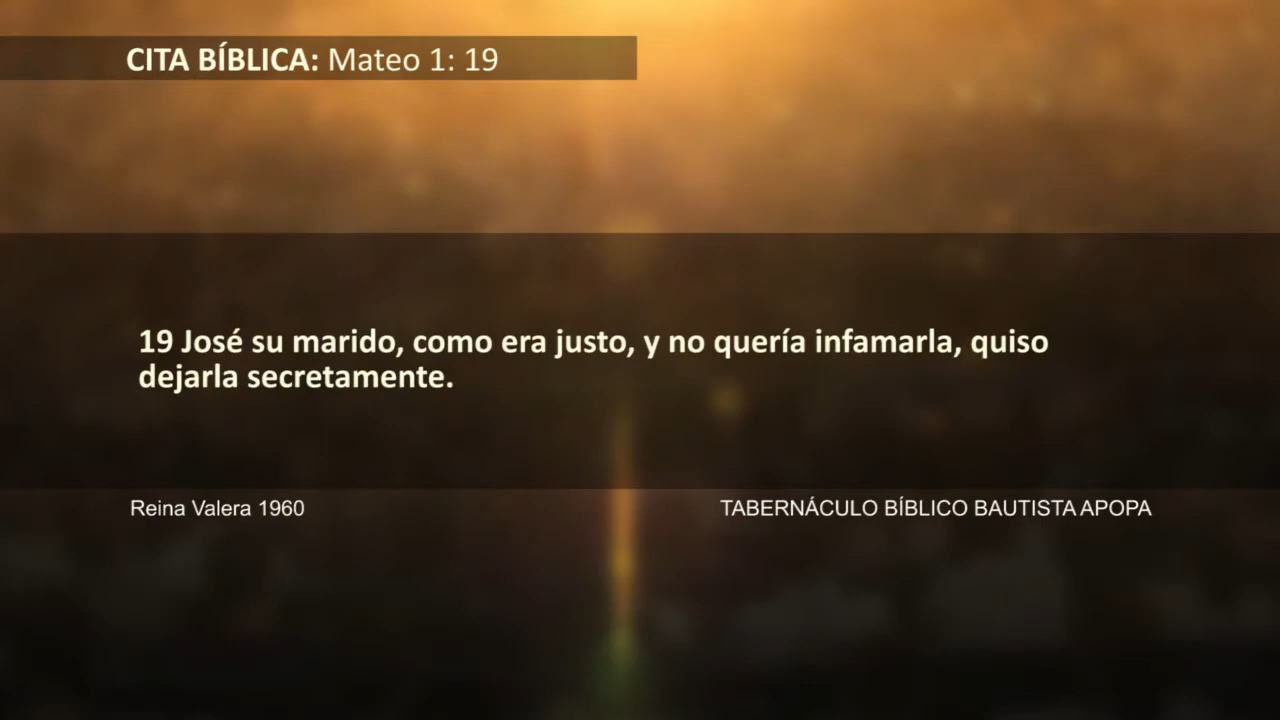 CITA BÍBLICA: Mateo 1: 19
19 José su marido, como era justo, y no quería infamarla, quiso
dejarla secretamente.
Reina Valera 1960
TABERNÁCULO BÍBLICO BAUTISTA APOPA